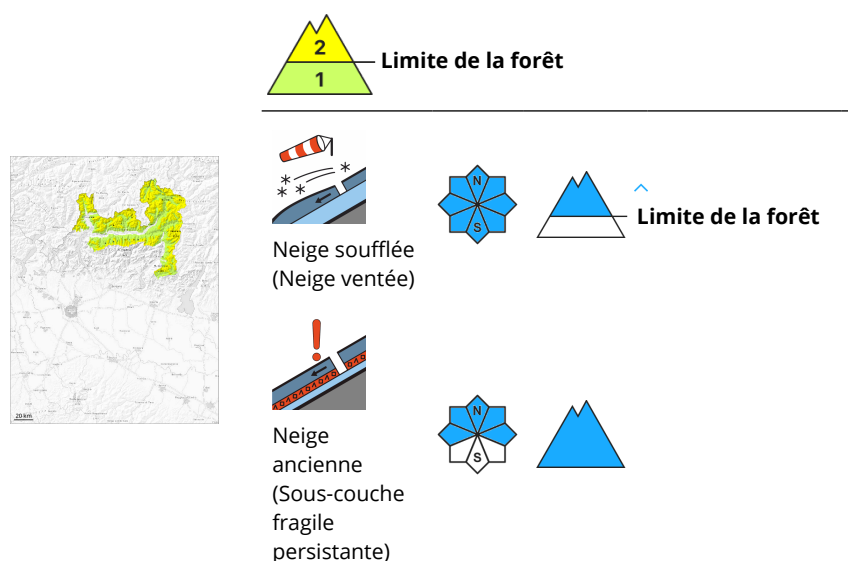 2
Limite de la forêt
1
N
S
Limite de la forêt
Neige soufflée
(Neige ventée)
20 km
N
S
Neige
ancienne
(Sous-couche
fragile
persistante)